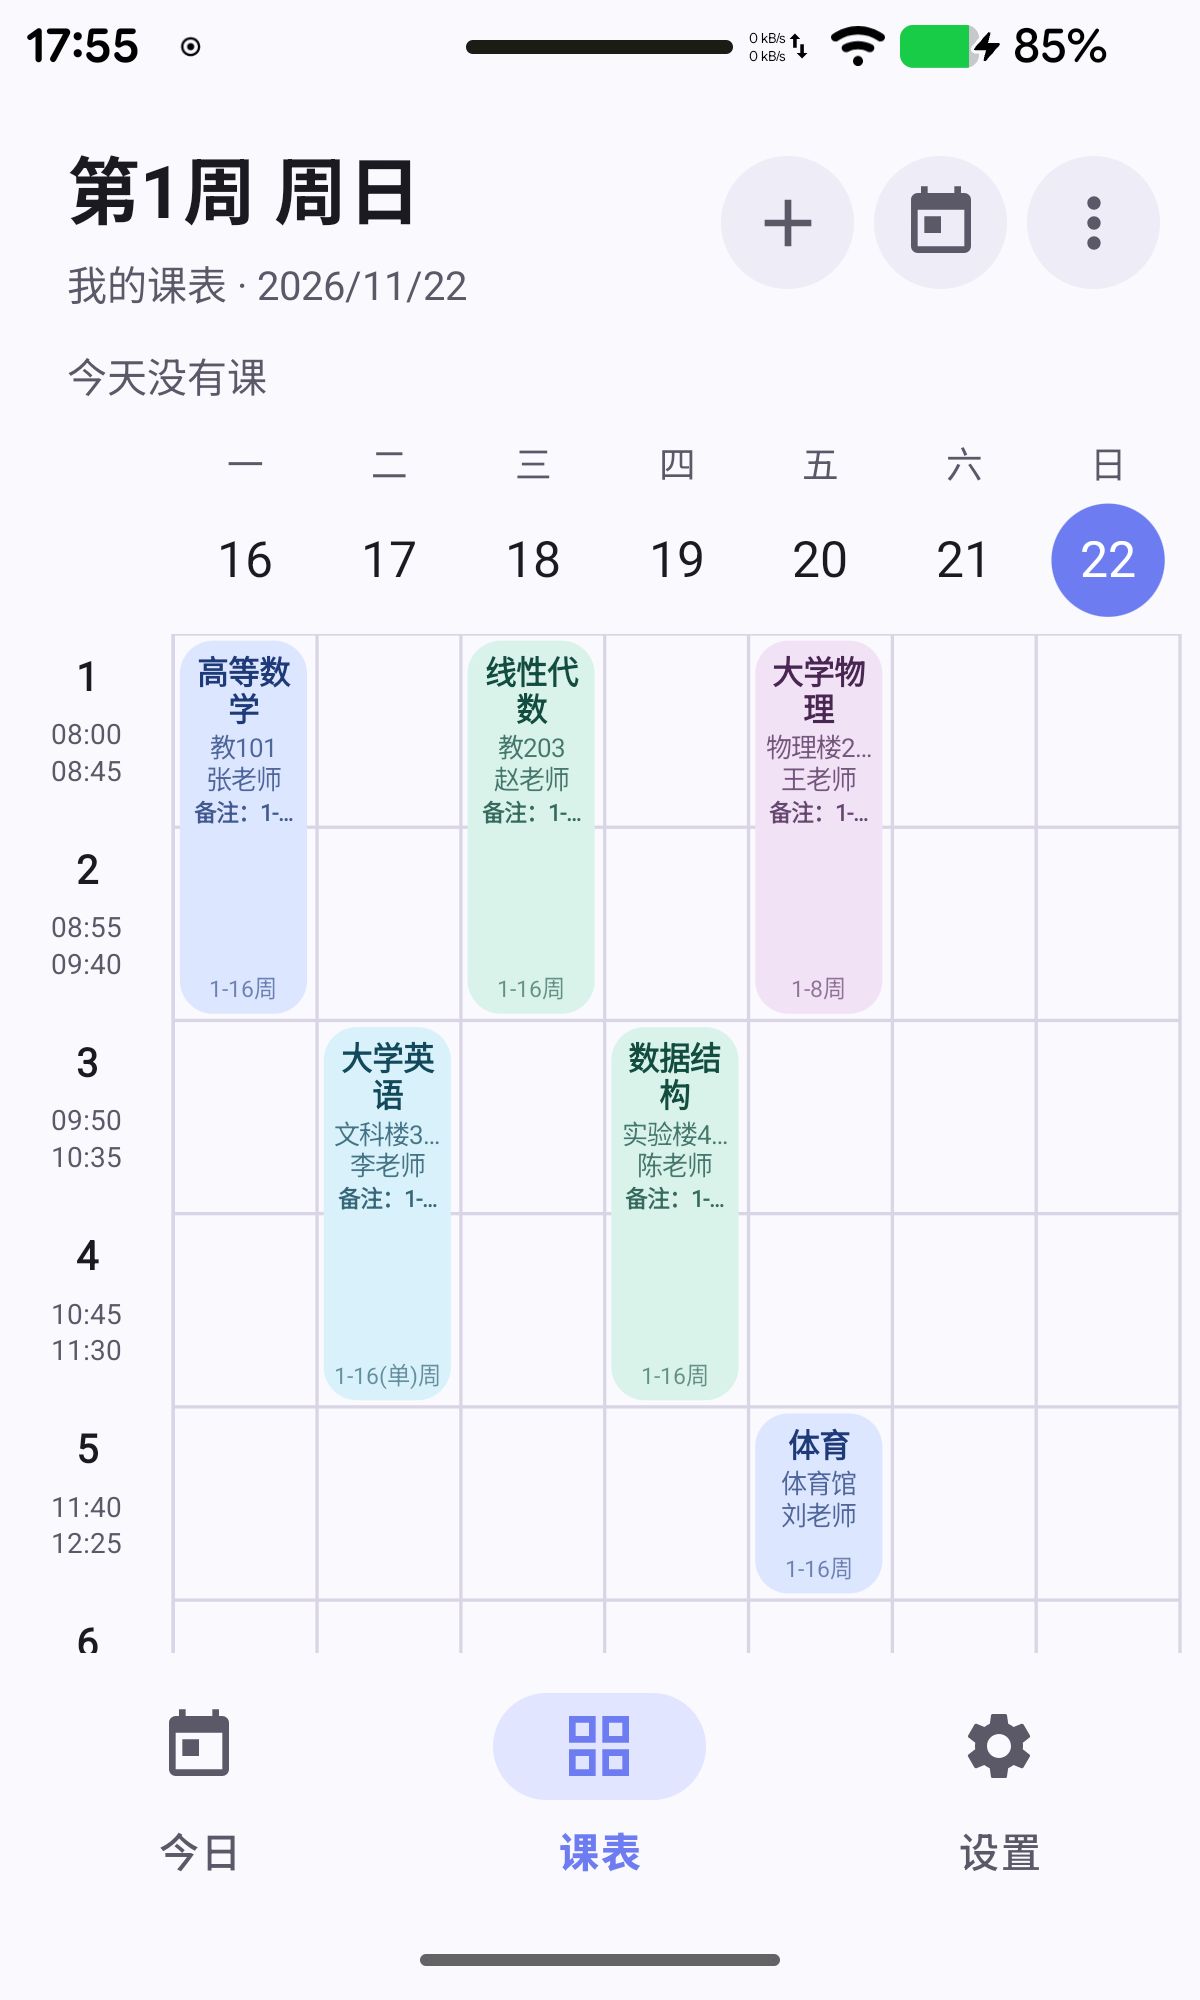 17:55
0 kB/s
0 kB/s
85%
第1周 周日
我的课表 · 2026/11/22
今天没有课
一 二 三 四 五 六 日
16 17 18 19 20 21 22
1
08:00
08:45
高等数
学
教101
张老师
备注：1-...
1-16周
线性代
数
教203
赵老师
备注：1-...
1-16周
大学物
理
物理楼2...
王老师
备注：1-...
1-8周
2
08:55
09:40
3
09:50
10:35
大学英
语
文科楼3...
李老师
备注：1-...
1-16(单)周
数据结
构
实验楼4...
陈老师
备注：1-...
1-16周
4
10:45
11:30
5
11:40
12:25
体育
体育馆
刘老师
1-16周
6
今日
课表
设置